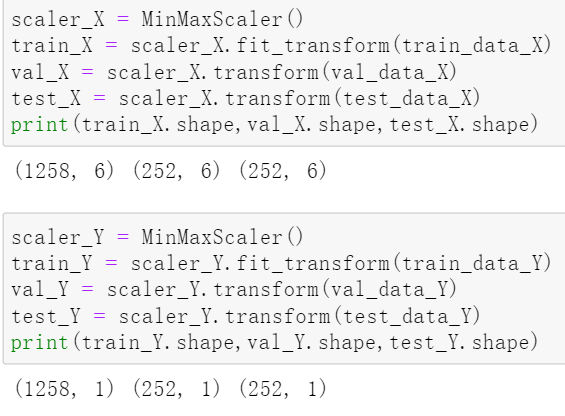 scaler_X = MinMaxScaler()
train_X = scaler_X.fit_transform(train_data_X)
val_X = scaler_X.transform(val_data_X)
test_X = scaler_X.transform(test_data_X)
print(train_X.shape,val_X.shape,test_X.shape)
(1258, 6) (252, 6) (252, 6)
scaler_Y = MinMaxScaler()
train_Y = scaler_Y.fit_transform(train_data_Y)
val_Y = scaler_Y.transform(val_data_Y)
test_Y = scaler_Y.transform(test_data_Y)
print(train_Y.shape,val_Y.shape,test_Y.shape)
(1258, 1) (252, 1) (252, 1)